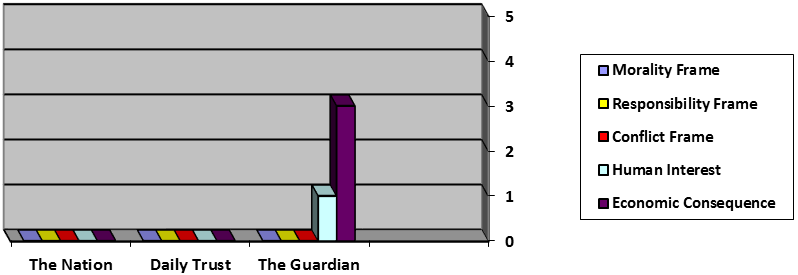 5
4
3
2
1
0
The Nation
Daily Trust
The Guardian
Morality Frame
Responsibility Frame
Conflict Frame
Human Interest
Economic Consequence